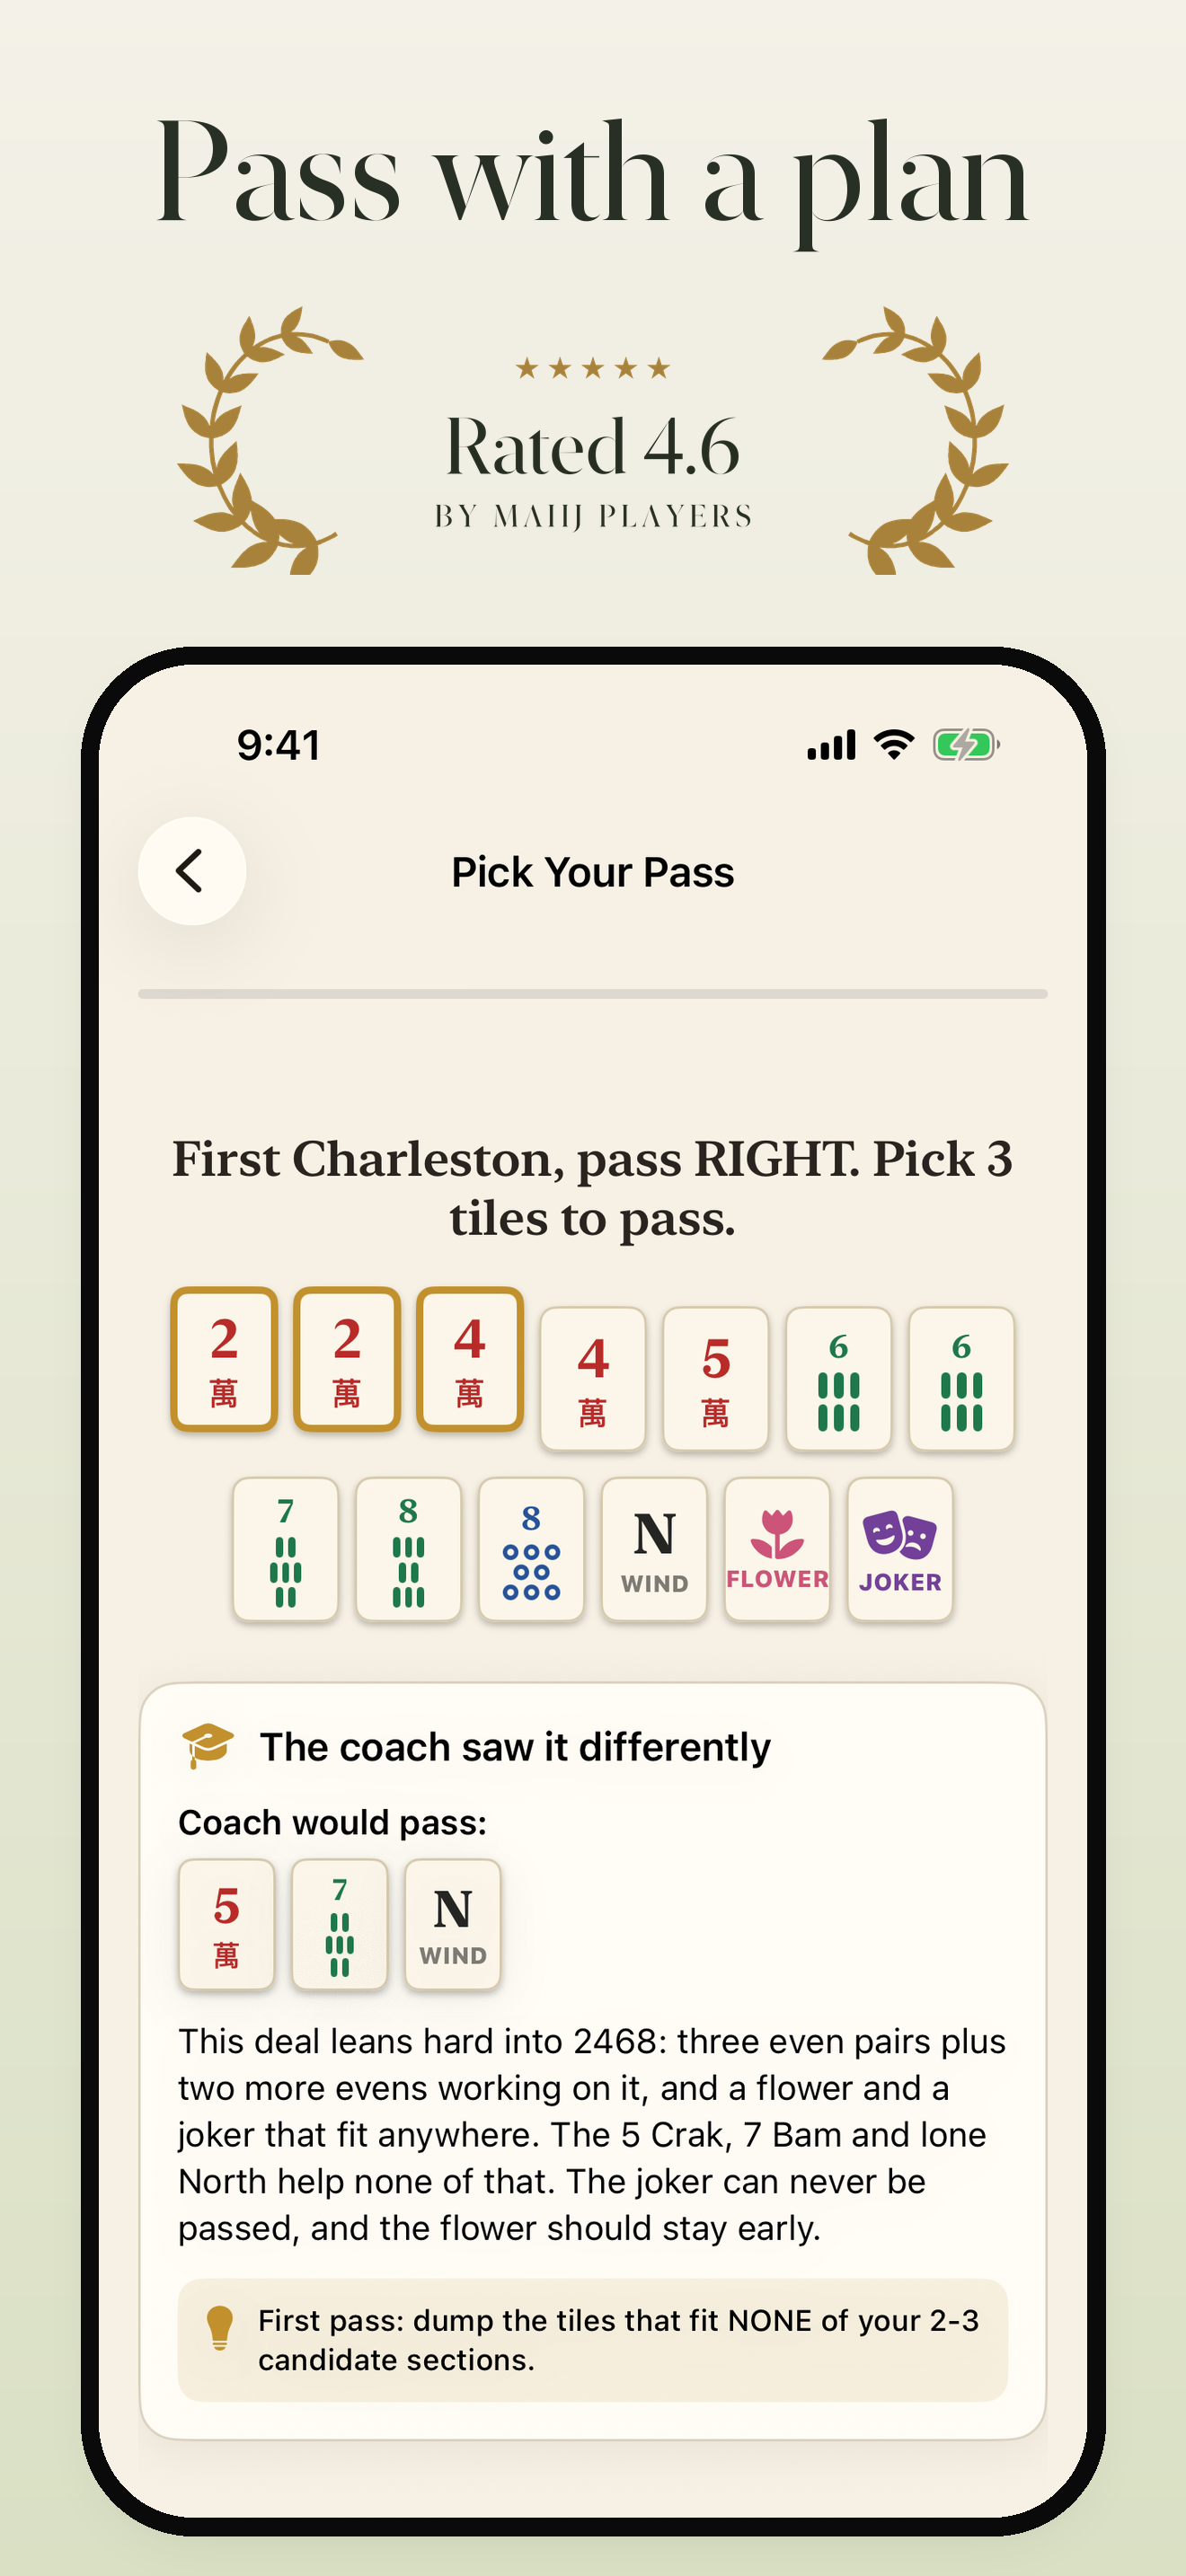 Pass with a plan
★★★★★
Rated 4.6
BY MAHJ PLAYERS
9:41
Pick Your Pass
First Charleston, pass RIGHT. Pick 3
tiles to pass.
2 2 4 4 5 6 6
萬 萬 萬 萬 萬
7 8 8 N
WIND FLOWER JOKER
The coach saw it differently
Coach would pass:
5 7 N
萬 WIND
This deal leans hard into 2468: three even pairs plus
two more evens working on it, and a flower and a
joker that fit anywhere. The 5 Crak, 7 Bam and lone
North help none of that. The joker can never be
passed, and the flower should stay early.
First pass: dump the tiles that fit NONE of your 2-3
candidate sections.